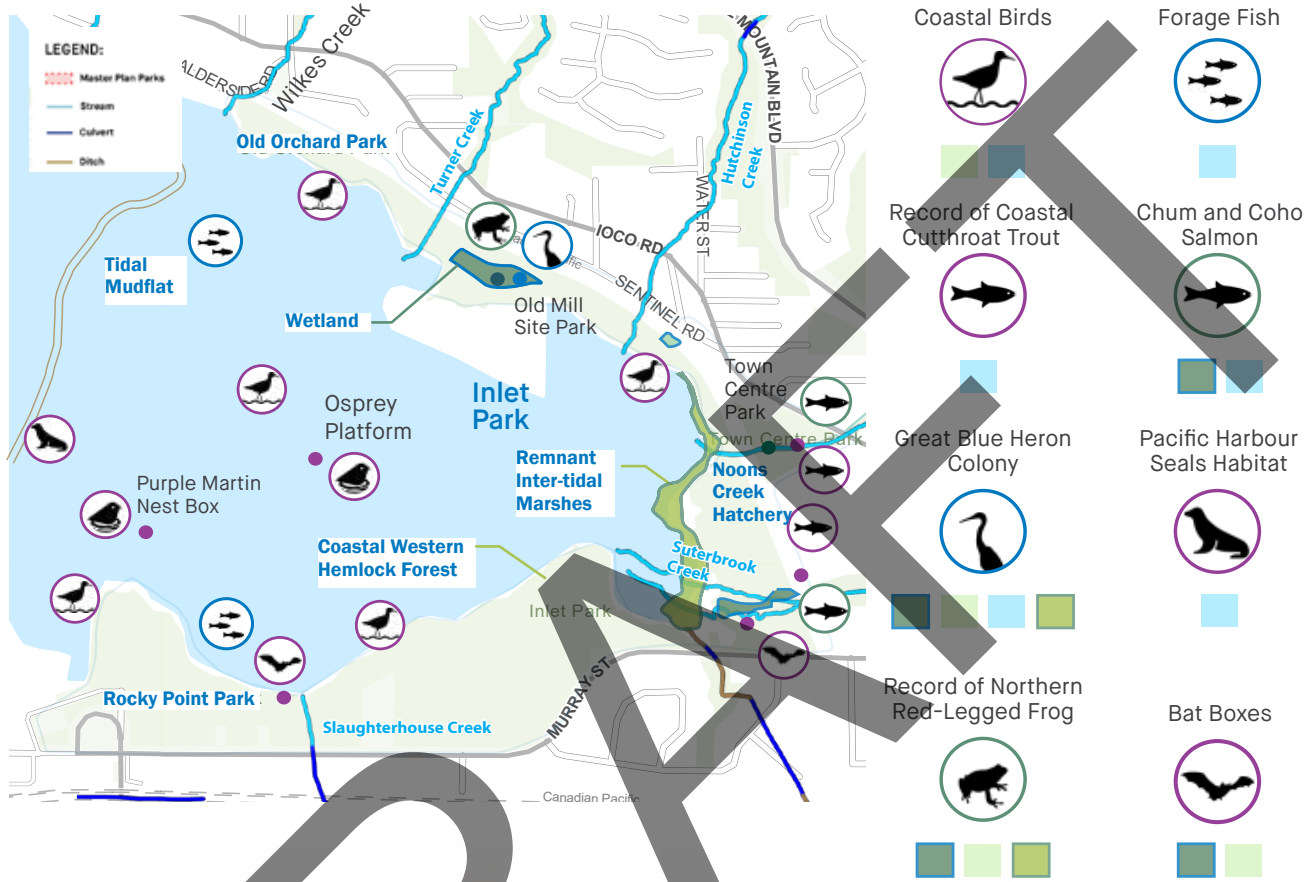 LEGEND:
Master Plan Parks
Stream
Culvert
Ditch
ALDERSIDE RD
Wilkes Creek
Old Orchard Park
Turner Creek
Hutchinson
Creek
MOUNTAIN BLVD
WATER ST
IOCO RD
SENTINEL RD
Tidal
Mudflat
Wetland
Old Mill
Site Park
Inlet
Park
Town
Centre
Park
Town Centre Park
Osprey
Platform
Purple Martin
Nest Box
Remnant
Inter-tidal
Marshes
Noons
Creek
Hatchery
Coastal Western
Hemlock Forest
Suterbrook
Creek
Inlet Park
Rocky Point Park
Slaughterhouse Creek
MURRAY ST
Canadian Pacific
Coastal Birds
Forage Fish
Record of Coastal
Cutthroat Trout
Chum and Coho
Salmon
Great Blue Heron
Colony
Pacific Harbour
Seals Habitat
Record of Northern
Red-Legged Frog
Bat Boxes
DRAFT